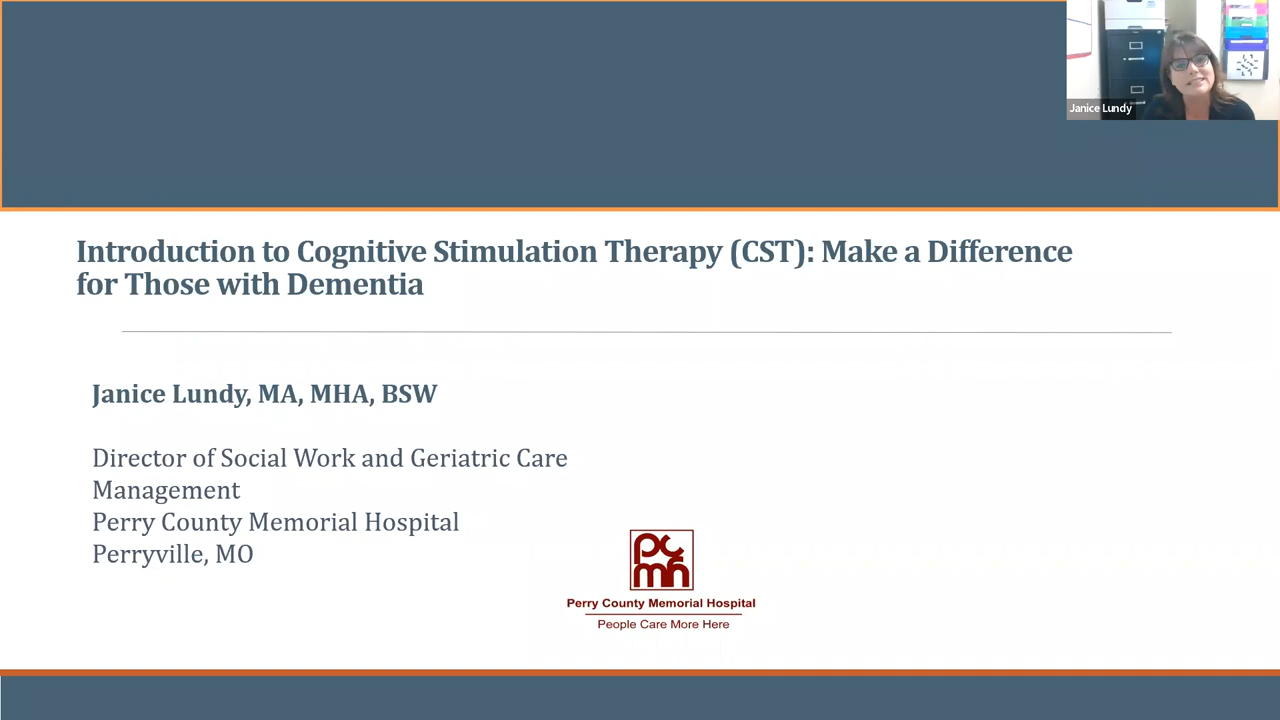 Janice Lundy
Introduction to Cognitive Stimulation Therapy (CST): Make a Difference
for Those with Dementia
Janice Lundy, MA, MHA, BSW
Director of Social Work and Geriatric Care
Management
Perry County Memorial Hospital
Perryville, MO
pc
mh
Perry County Memorial Hospital
People Care More Here